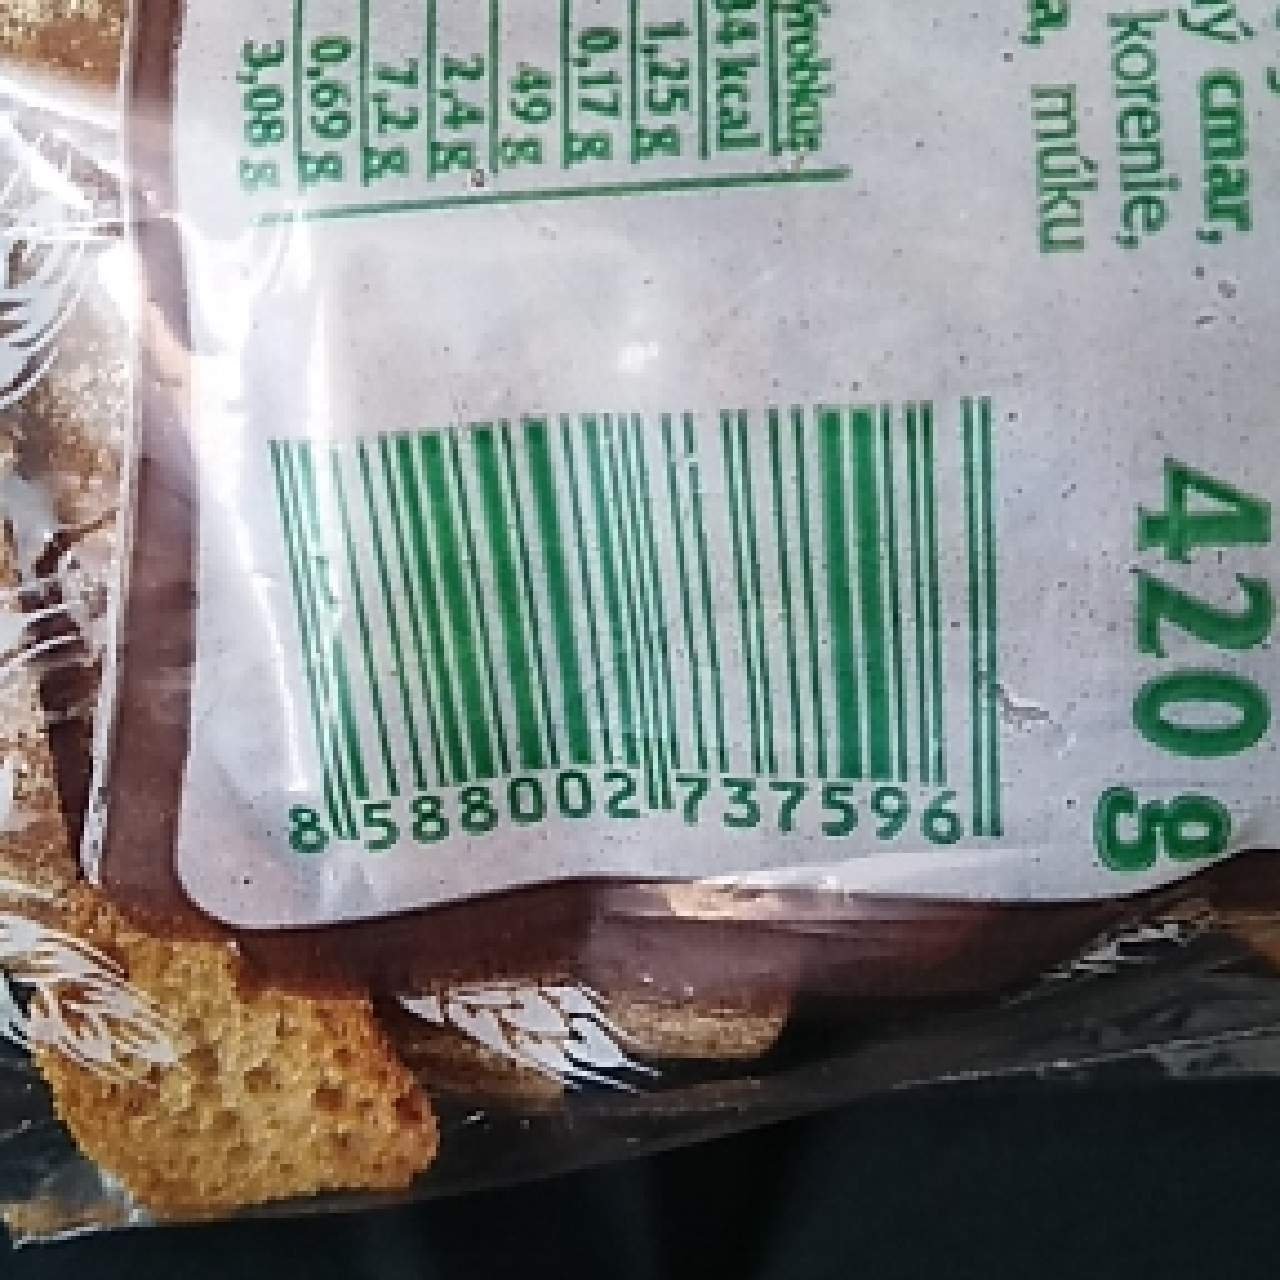 ý cmar,
korenie,
a, múku
34 kcal
1,25 g
0,17 g
49 g
2,4 g
7,2 g
0,69 g
3,08 g
420 g
8 588002 737596